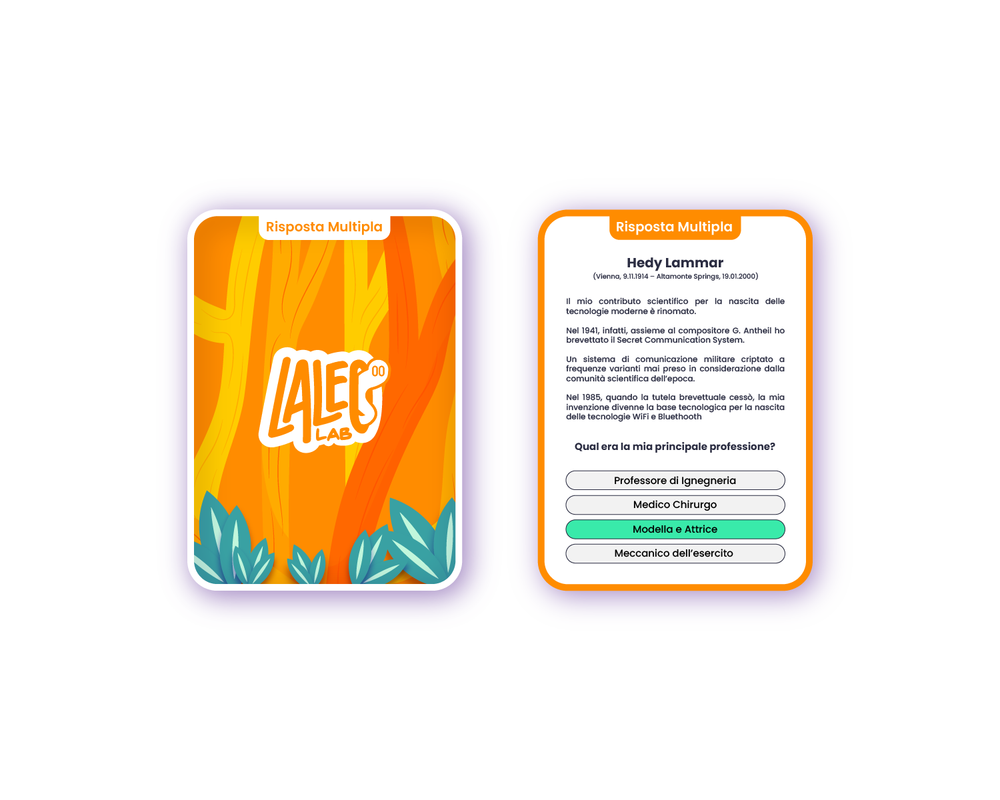 Risposta Multipla
LALEO
LAB
Risposta Multipla
Hedy Lammar
(Vienna, 9.11.1914 – Altamonte Springs, 19.01.2000)
Il mio contributo scientifico per la nascita delle
tecnologie moderne è rinomato.
Nel 1941, infatti, assieme al compositore G. Antheil ho
brevettato il Secret Communication System.
Un sistema di comunicazione militare criptato a
frequenze varianti mai preso in considerazione dalla
comunità scientifica dell’epoca.
Nel 1985, quando la tutela brevettuale cessò, la mia
invenzione divenne la base tecnologica per la nascita
delle tecnologie WiFi e Bluethooth
Qual era la mia principale professione?
Professore di Ignegneria
Medico Chirurgo
Modella e Attrice
Meccanico dell’esercito